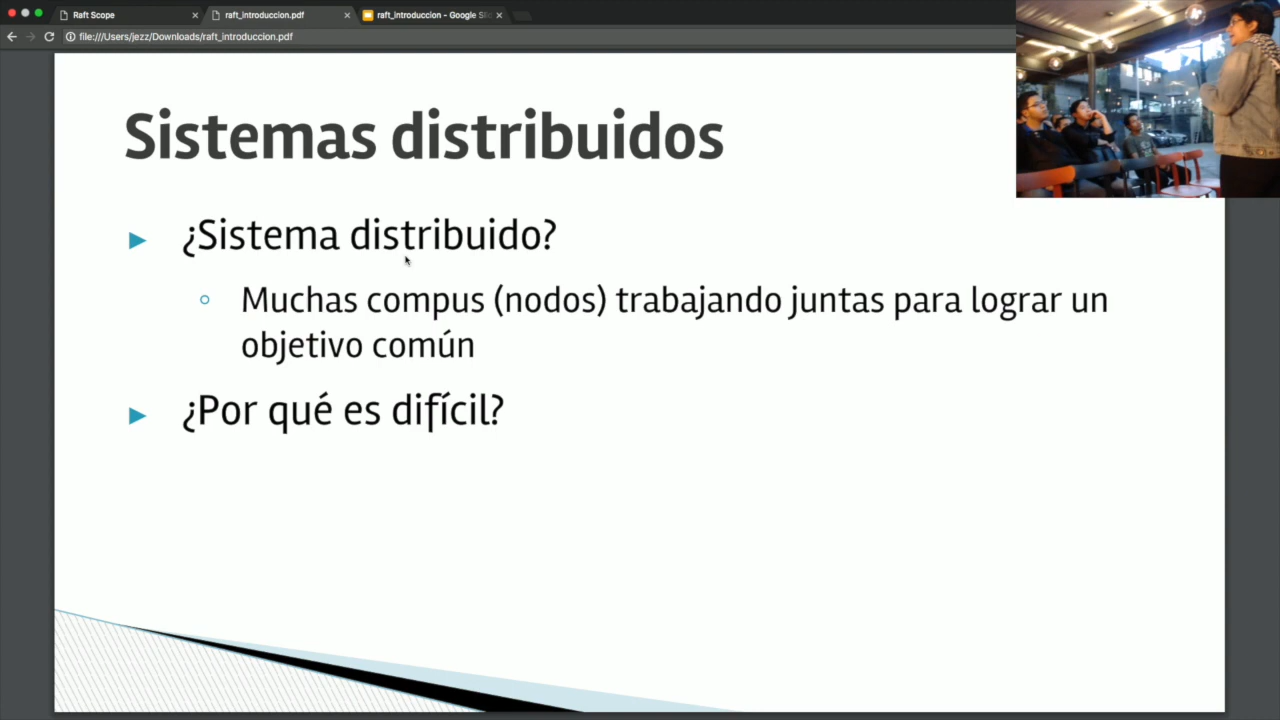 Raft Scope
raft_introduccion.pdf
raft_introduccion - Google Sli
file:///Users/jezz/Downloads/raft_introduccion.pdf
Sistemas distribuidos
¿Sistema distribuido?
Muchas compus (nodos) trabajando juntas para lograr un
objetivo común
¿Por qué es difícil?